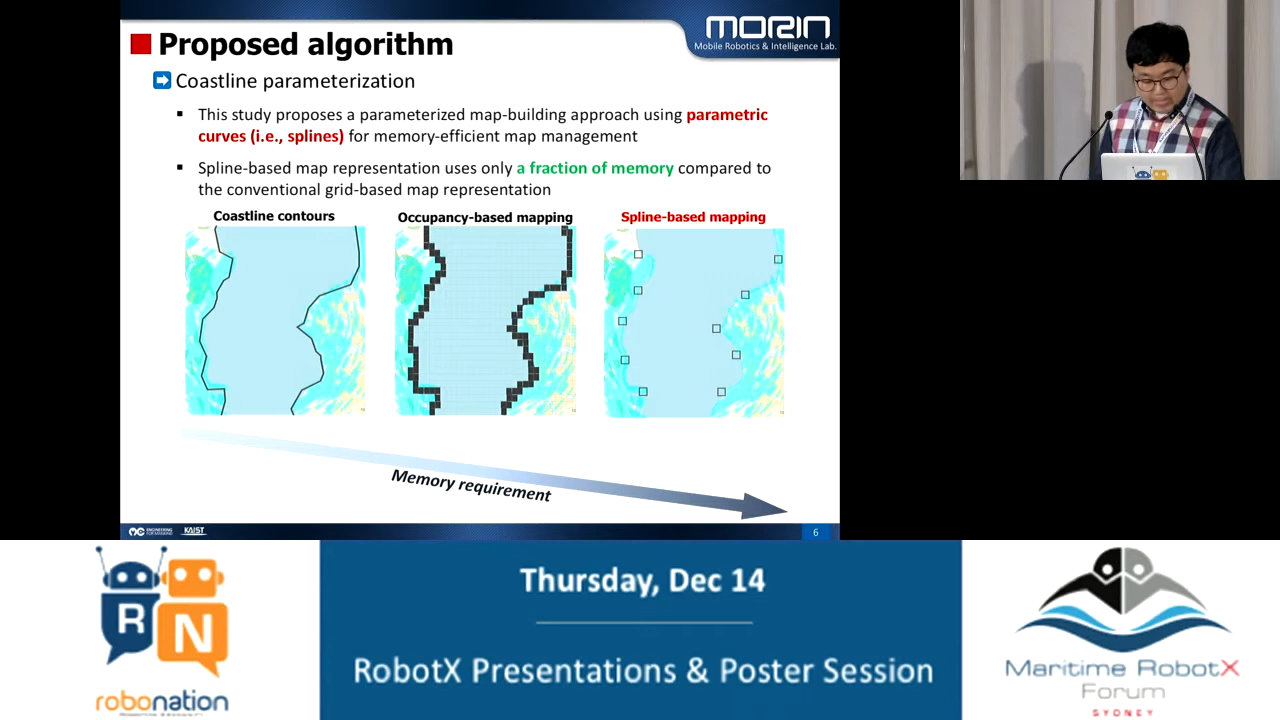 Proposed algorithm
MORIN
Mobile Robotics & Intelligence Lab.
Coastline parameterization
This study proposes a parameterized map-building approach using parametric
curves (i.e., splines) for memory-efficient map management
Spline-based map representation uses only a fraction of memory compared to
the conventional grid-based map representation
Coastline contours
Occupancy-based mapping
Spline-based mapping
Memory requirement
KAIST
6
Thursday, Dec 14
RobotX Presentations & Poster Session
R
N
robonation
Maritime RobotX
Forum
SYDNEY